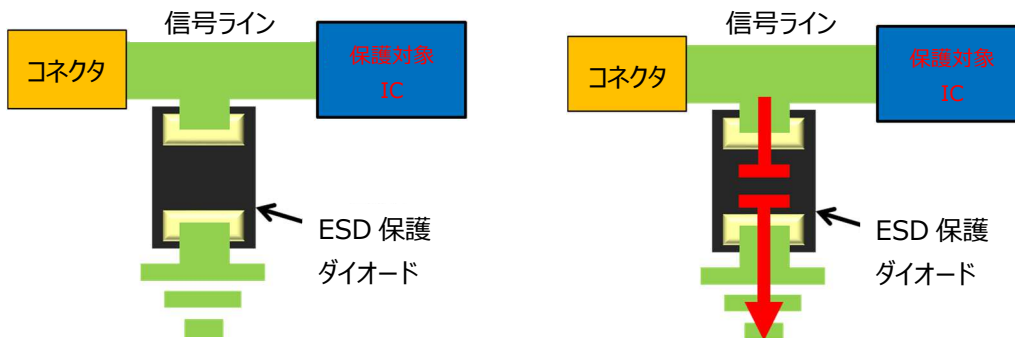 信号ライン
コネクタ
保護対象
IC
ESD 保護
ダイオード
信号ライン
コネクタ
保護対象
IC
ESD 保護
ダイオード